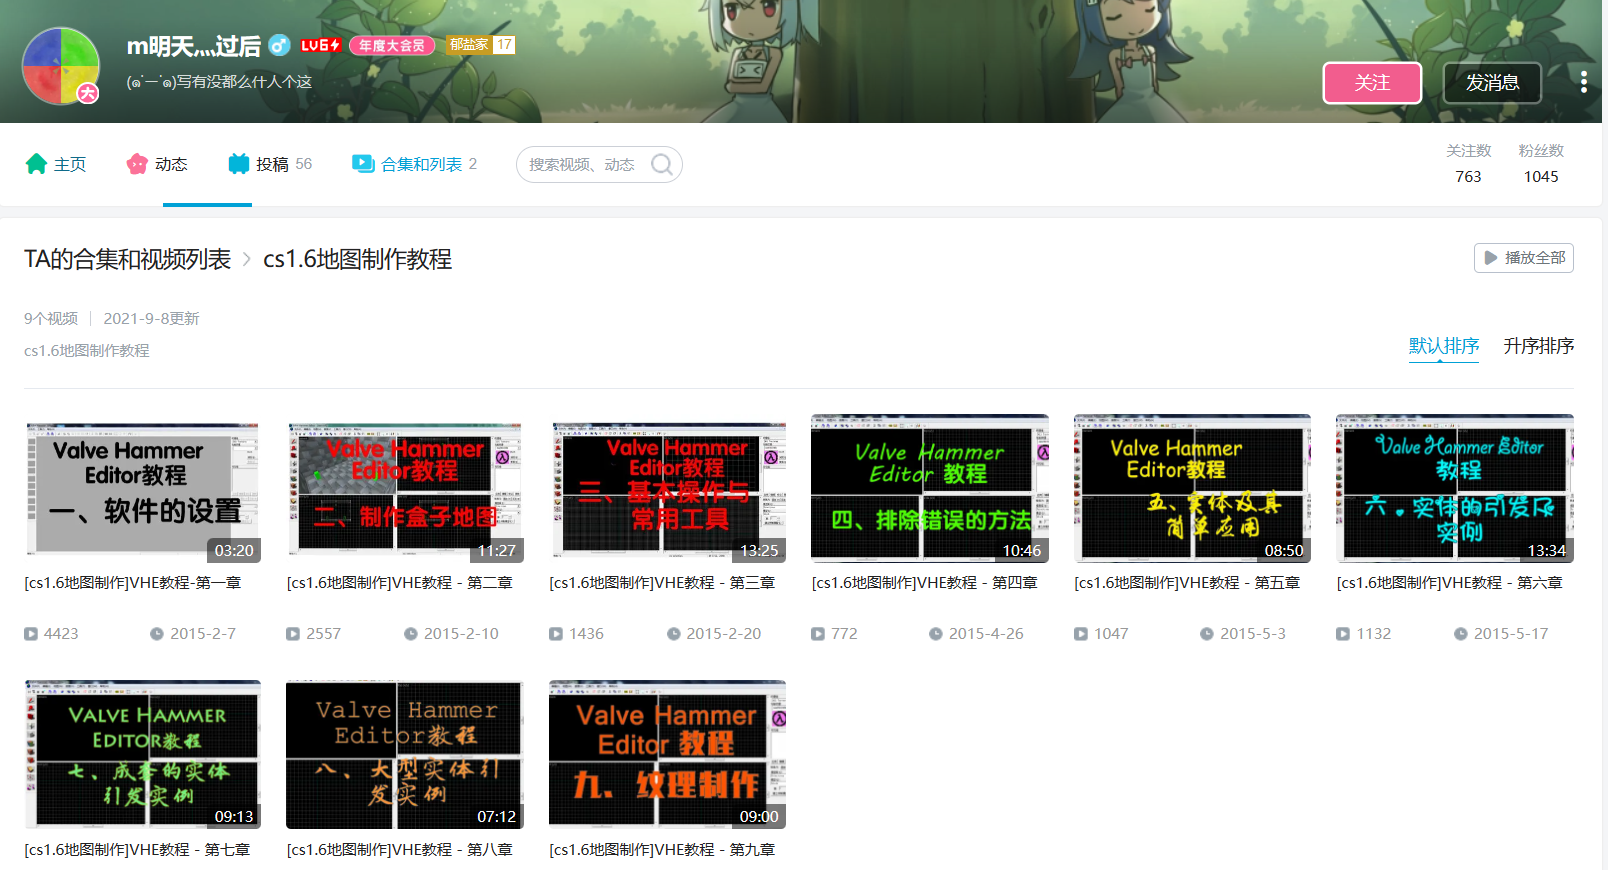 m明天灬过后 LV6 年度大会员 郁盐家 17
大
(๑˙ー˙๑)写有没都么什人个这
关注 发消息
主页 动态 投稿 56 合集和列表 2 搜索视频、动态
关注数 粉丝数
763 1045
TA的合集和视频列表 > cs1.6地图制作教程
播放全部
9个视频 2021-9-8更新
cs1.6地图制作教程
默认排序 升序排序
Valve Hammer
Editor教程
一、软件的设置
03:20
[cs1.6地图制作]VHE教程-第一章
4423 2015-2-7
Valve Hammer
Editor教程
二、制作盒子地图
11:27
[cs1.6地图制作]VHE教程 - 第二章
2557 2015-2-10
Valve Hammer
Editor教程
三、基本操作与
常用工具
13:25
[cs1.6地图制作]VHE教程 - 第三章
1436 2015-2-20
Valve Hammer
Editor 教程
四、排除错误的方法
10:46
[cs1.6地图制作]VHE教程 - 第四章
772 2015-4-26
Valve Hammer
Editor教程
五、实体及其
简单应用
08:50
[cs1.6地图制作]VHE教程 - 第五章
1047 2015-5-3
Valve Hammer Editor
教程
六。实体的引发及
实例
13:34
[cs1.6地图制作]VHE教程 - 第六章
1132 2015-5-17
VALVE HAMMER
EDITOR教程
七、成套的实体
引发实例
09:13
[cs1.6地图制作]VHE教程 - 第七章
Valve Hammer
Editor教程
八、大型实体引
发实例
07:12
[cs1.6地图制作]VHE教程 - 第八章
Valve Hammer
Editor 教程
九、纹理制作
09:00
[cs1.6地图制作]VHE教程 - 第九章